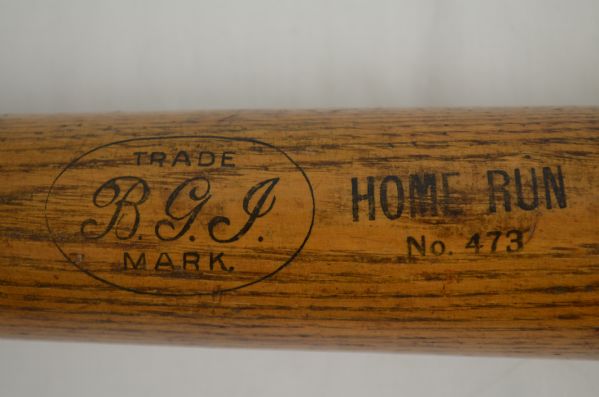 TRADE
B.G.I.
MARK.
HOME RUN
No. 473